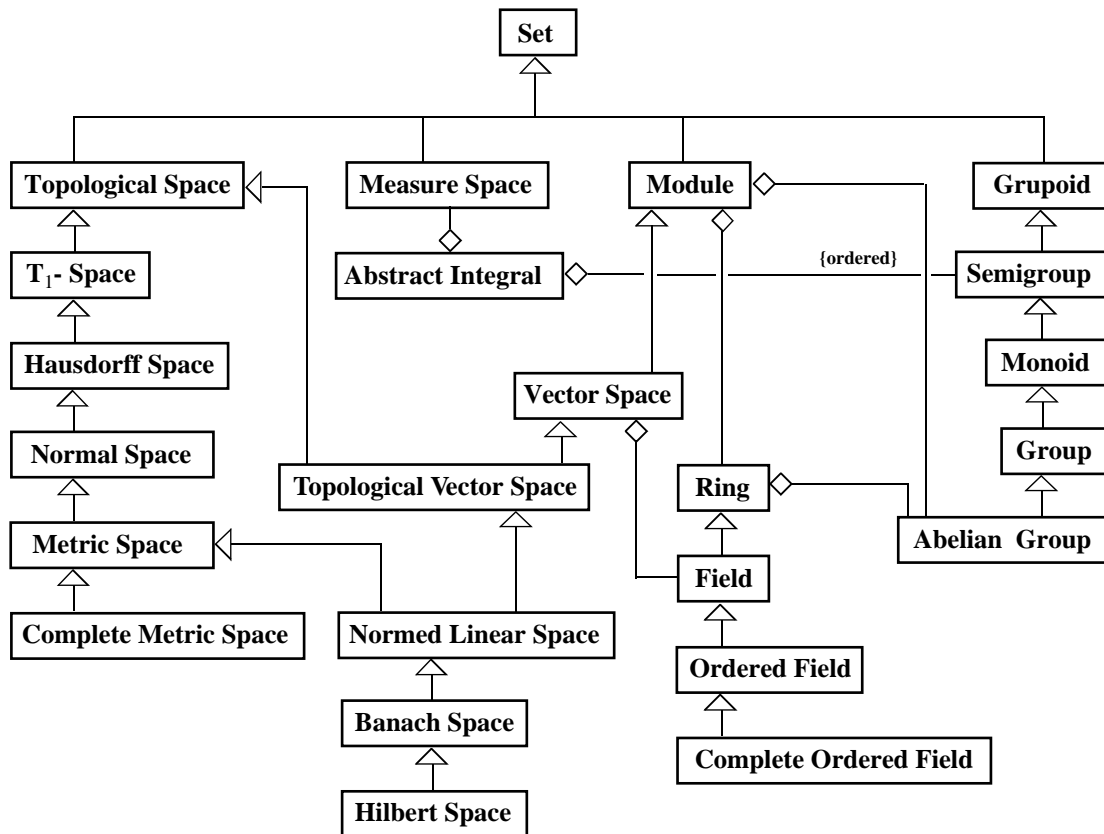 Set
Topological Space
Measure Space
Module
Grupoid
T₁- Space
Abstract Integral
{ordered}
Semigroup
Hausdorff Space
Monoid
Vector Space
Normal Space
Group
Topological Vector Space
Ring
Metric Space
Abelian Group
Field
Complete Metric Space
Normed Linear Space
Ordered Field
Banach Space
Complete Ordered Field
Hilbert Space